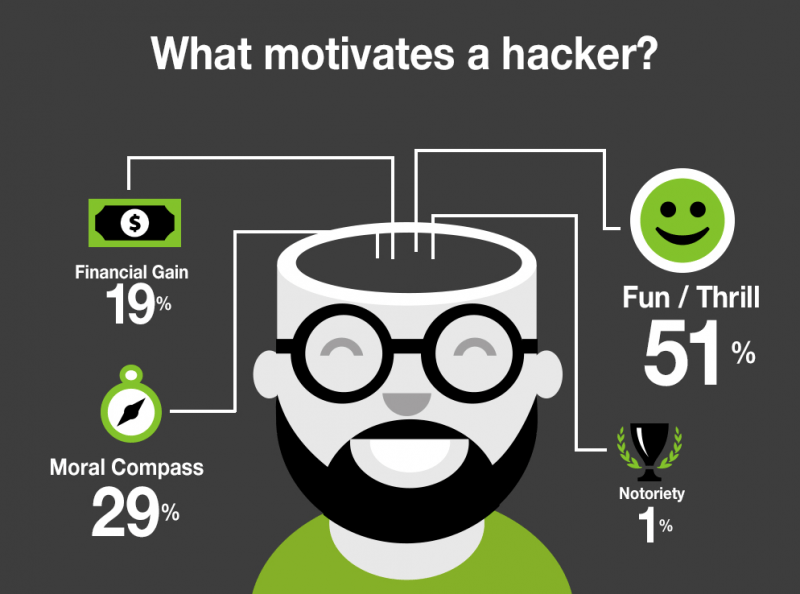 What motivates a hacker?
$
Financial Gain
19%
Moral Compass
29%
Fun / Thrill
51%
Notoriety
1%